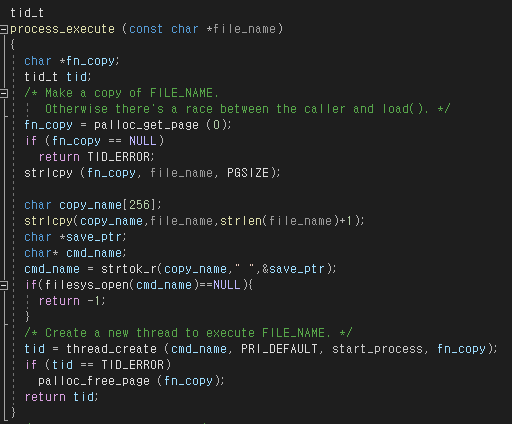 tid_t
process_execute (const char *file_name)
{
  char *fn_copy;
  tid_t tid;
  /* Make a copy of FILE_NAME.
     Otherwise there's a race between the caller and load(). */
  fn_copy = palloc_get_page (0);
  if (fn_copy == NULL)
    return TID_ERROR;
  strlcpy (fn_copy, file_name, PGSIZE);

  char copy_name[256];
  strlcpy(copy_name,file_name,strlen(file_name)+1);
  char *save_ptr;
  char* cmd_name;
  cmd_name = strtok_r(copy_name," ",&save_ptr);
  if(filesys_open(cmd_name)==NULL){
    return -1;
  }
  /* Create a new thread to execute FILE_NAME. */
  tid = thread_create (cmd_name, PRI_DEFAULT, start_process, fn_copy);
  if (tid == TID_ERROR)
    palloc_free_page (fn_copy);
  return tid;
}